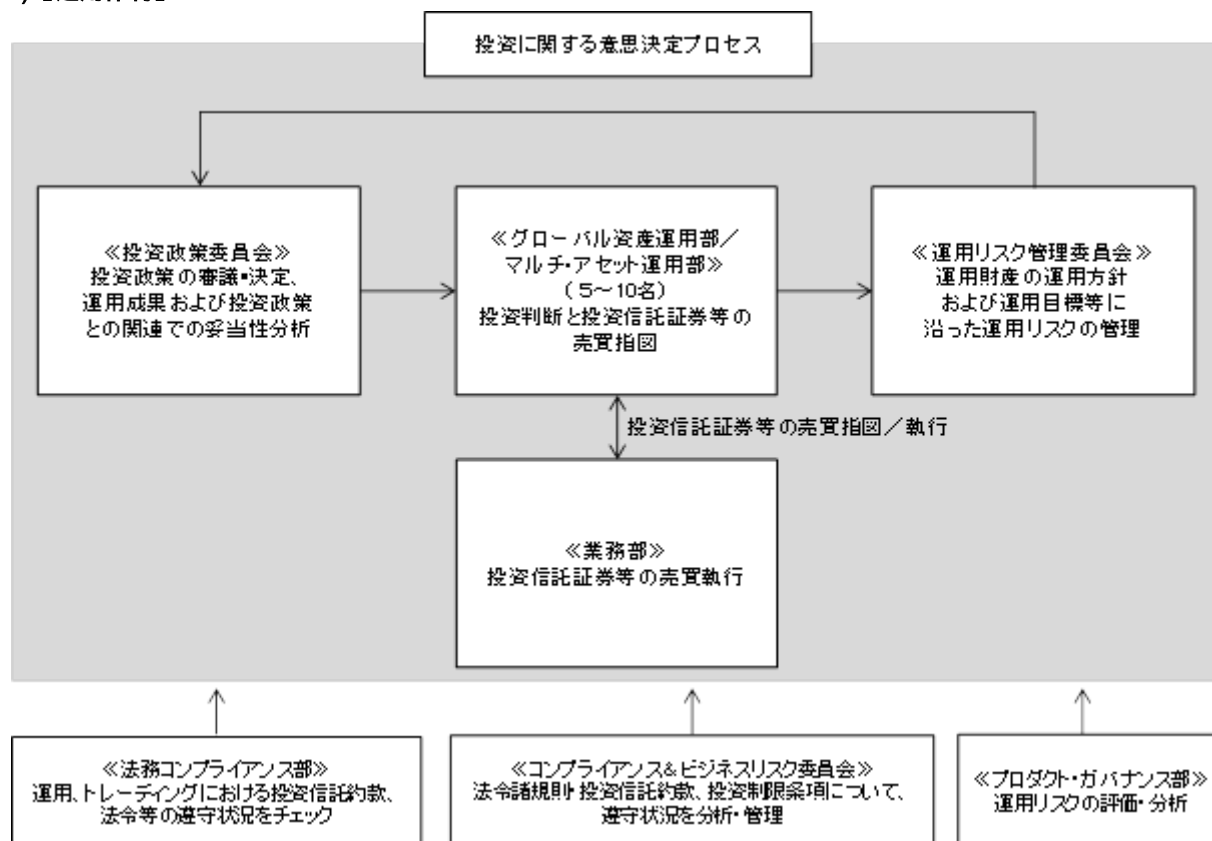 投資に関する意思決定プロセス
≪投資政策委員会≫
投資政策の審議・決定、
運用成果および投資政策
との関連での妥当性分析
≪グローバル資産運用部／
マルチ・アセット運用部≫
（5～10名）
投資判断と投資信託証券等の
売買指図
≪運用リスク管理委員会≫
運用財産の運用方針
および運用目標等に
沿った運用リスクの管理
投資信託証券等の売買指図／執行
≪業務部≫
投資信託証券等の売買執行
≪法務コンプライアンス部≫
運用、トレーディングにおける投資信託約款、
法令等の遵守状況をチェック
≪コンプライアンス&ビジネスリスク委員会≫
法令諸規則・投資信託約款、投資制限条項について、
遵守状況を分析・管理
≪プロダクト・ガバナンス部≫
運用リスクの評価・分析